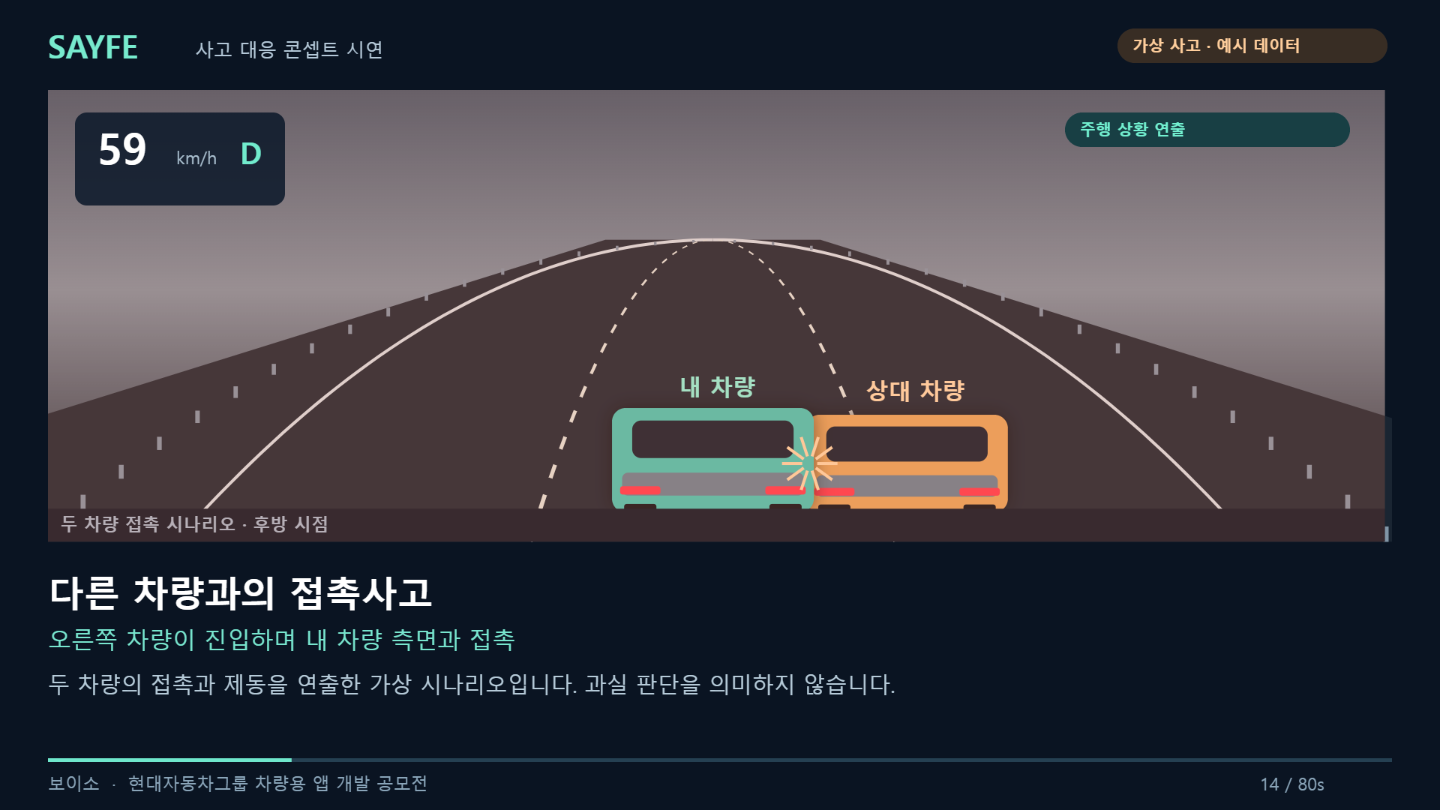 SAYFE 사고 대응 콘셉트 시연
가상 사고 · 예시 데이터
59 km/h D
주행 상황 연출
내 차량
상대 차량
두 차량 접촉 시나리오 · 후방 시점
다른 차량과의 접촉사고
오른쪽 차량이 진입하며 내 차량 측면과 접촉
두 차량의 접촉과 제동을 연출한 가상 시나리오입니다. 과실 판단을 의미하지 않습니다.
보이소 · 현대자동차그룹 차량용 앱 개발 공모전
14 / 80s